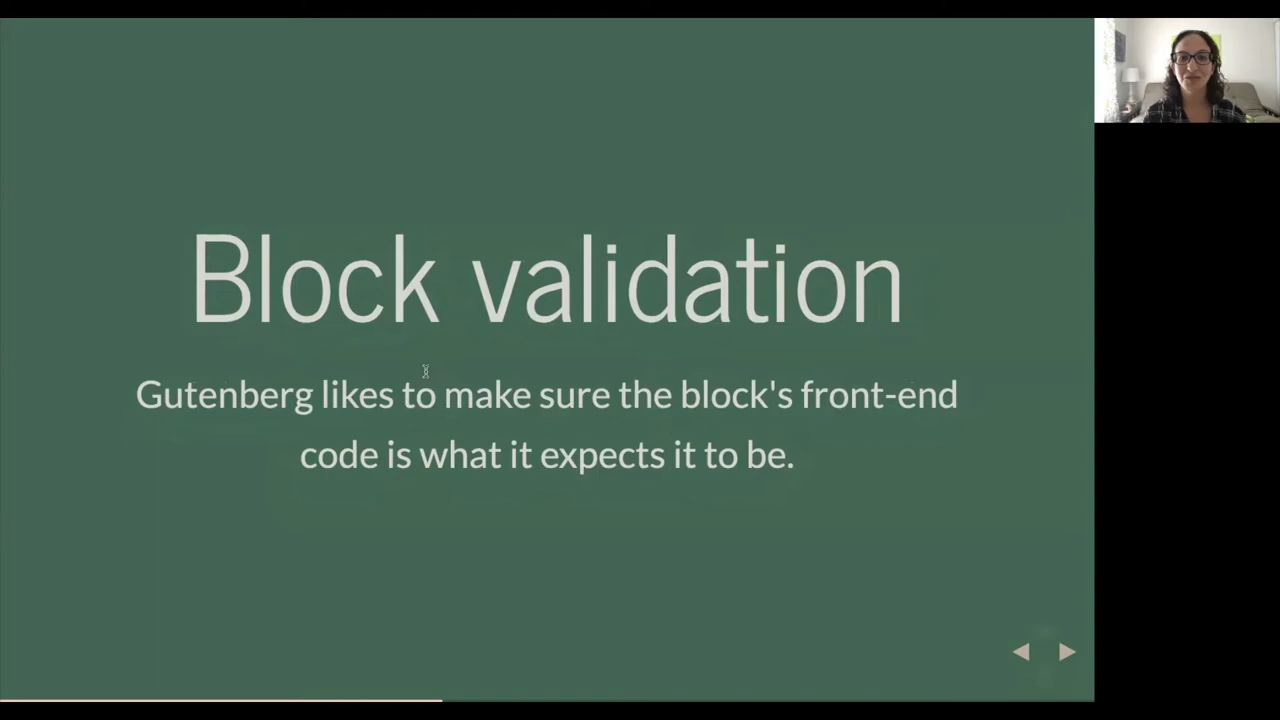 Block validation
Gutenberg likes to make sure the block's front-end
code is what it expects it to be.